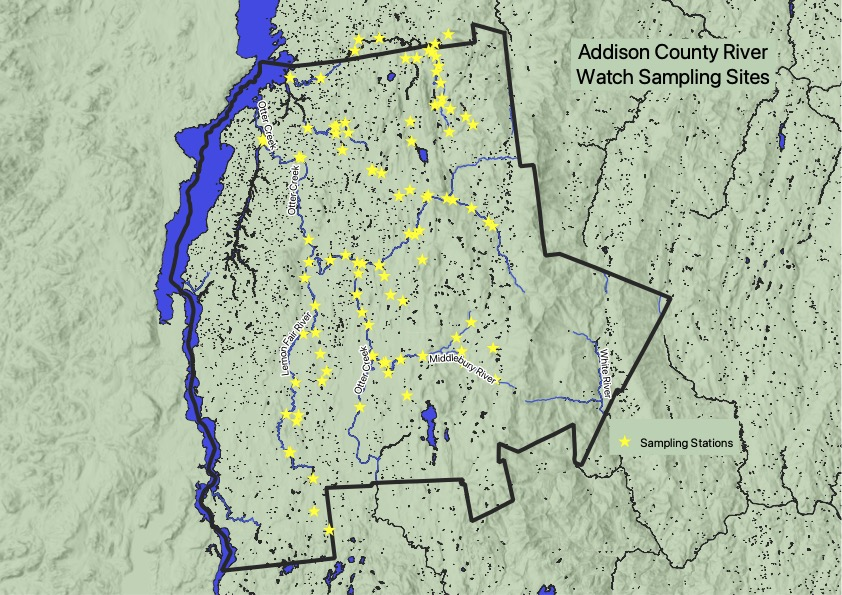 Addison County River
Watch Sampling Sites
Otter Creek
Otter Creek
Lemon Fair River
Otter Creek
Middlebury River
White River
Sampling Stations